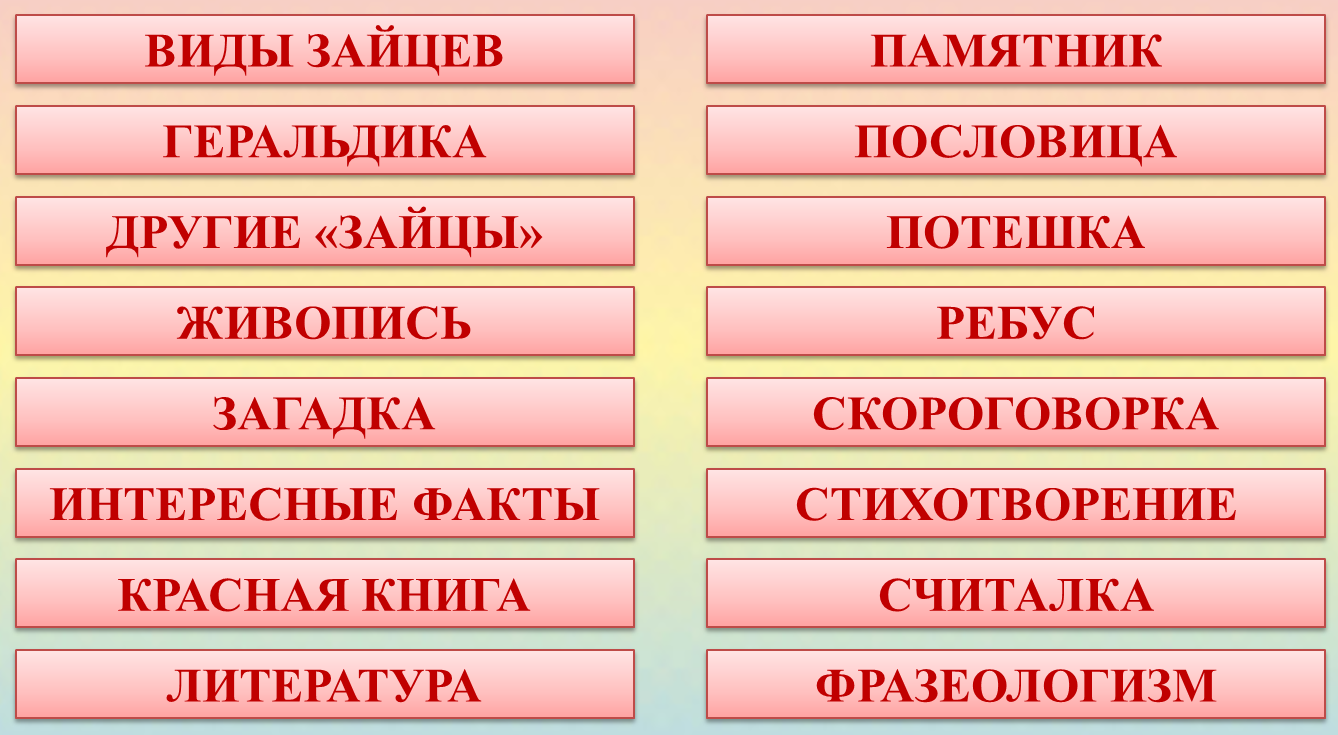 ВИДЫ ЗАЙЦЕВ
ГЕРАЛЬДИКА
ДРУГИЕ «ЗАЙЦЫ»
ЖИВОПИСЬ
ЗАГАДКА
ИНТЕРЕСНЫЕ ФАКТЫ
КРАСНАЯ КНИГА
ЛИТЕРАТУРА
ПАМЯТНИК
ПОСЛОВИЦА
ПОТЕШКА
РЕБУС
СКОРОГОВОРКА
СТИХОТВОРЕНИЕ
СЧИТАЛКА
ФРАЗЕОЛОГИЗМ